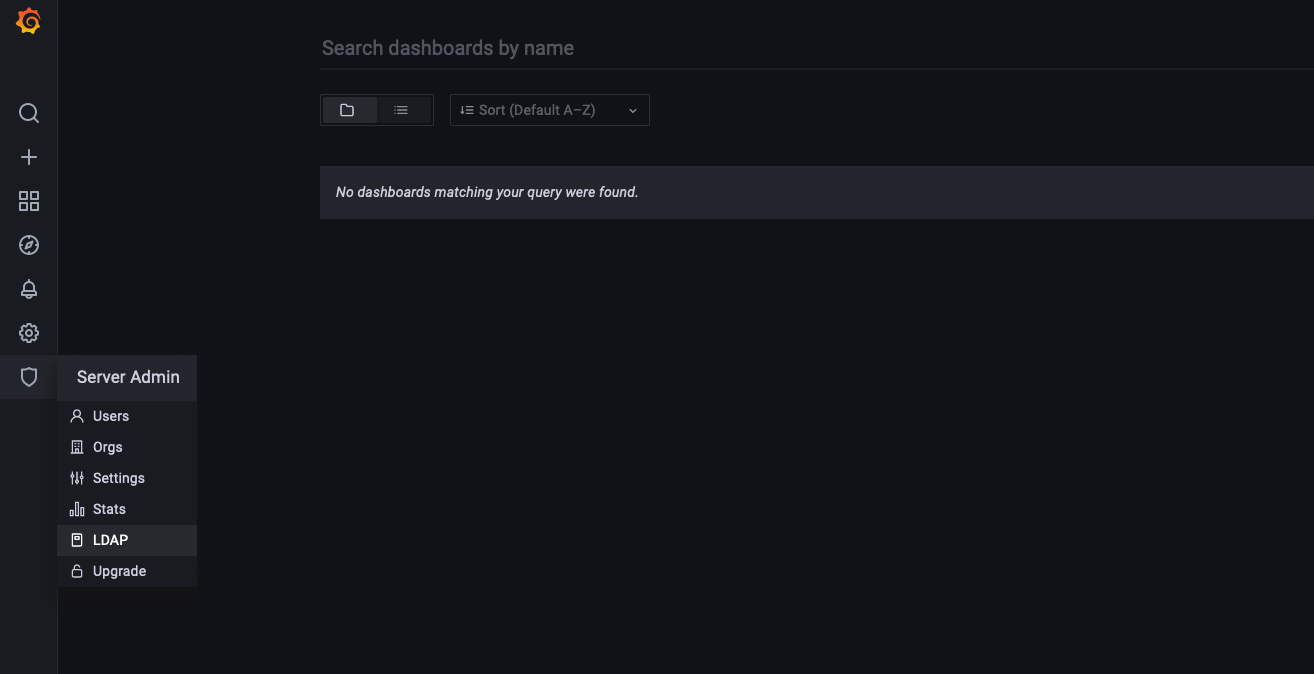 Search dashboards by name
Sort (Default A–Z)
No dashboards matching your query were found.
Server Admin
Users
Orgs
Settings
Stats
LDAP
Upgrade